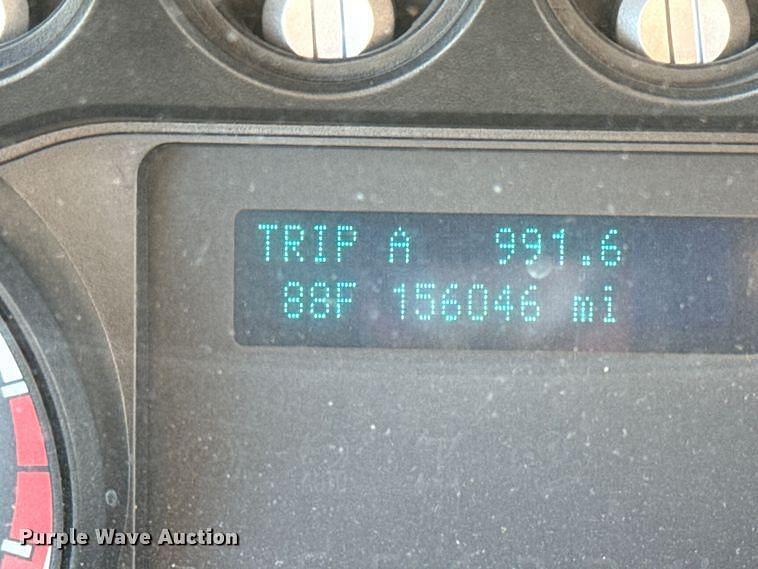 TRIP A 991.6
88F 156046 mi
Purple Wave Auction